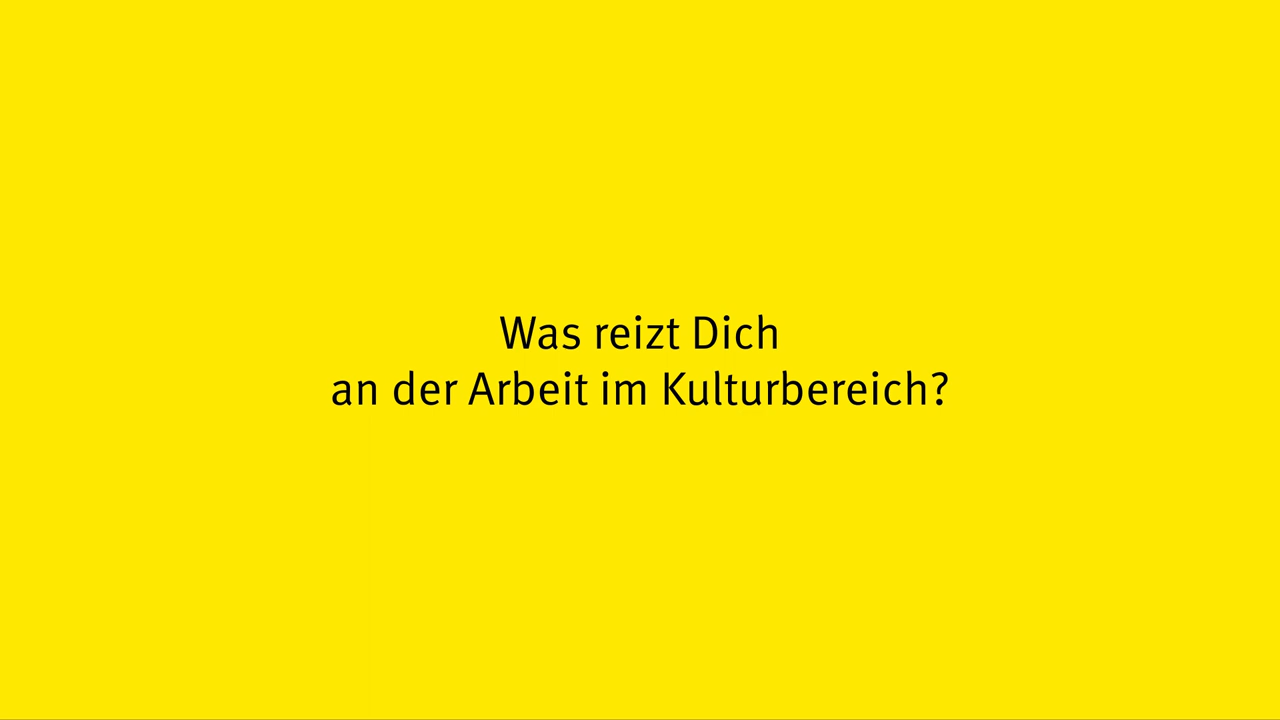 Was reizt Dich
an der Arbeit im Kulturbereich?